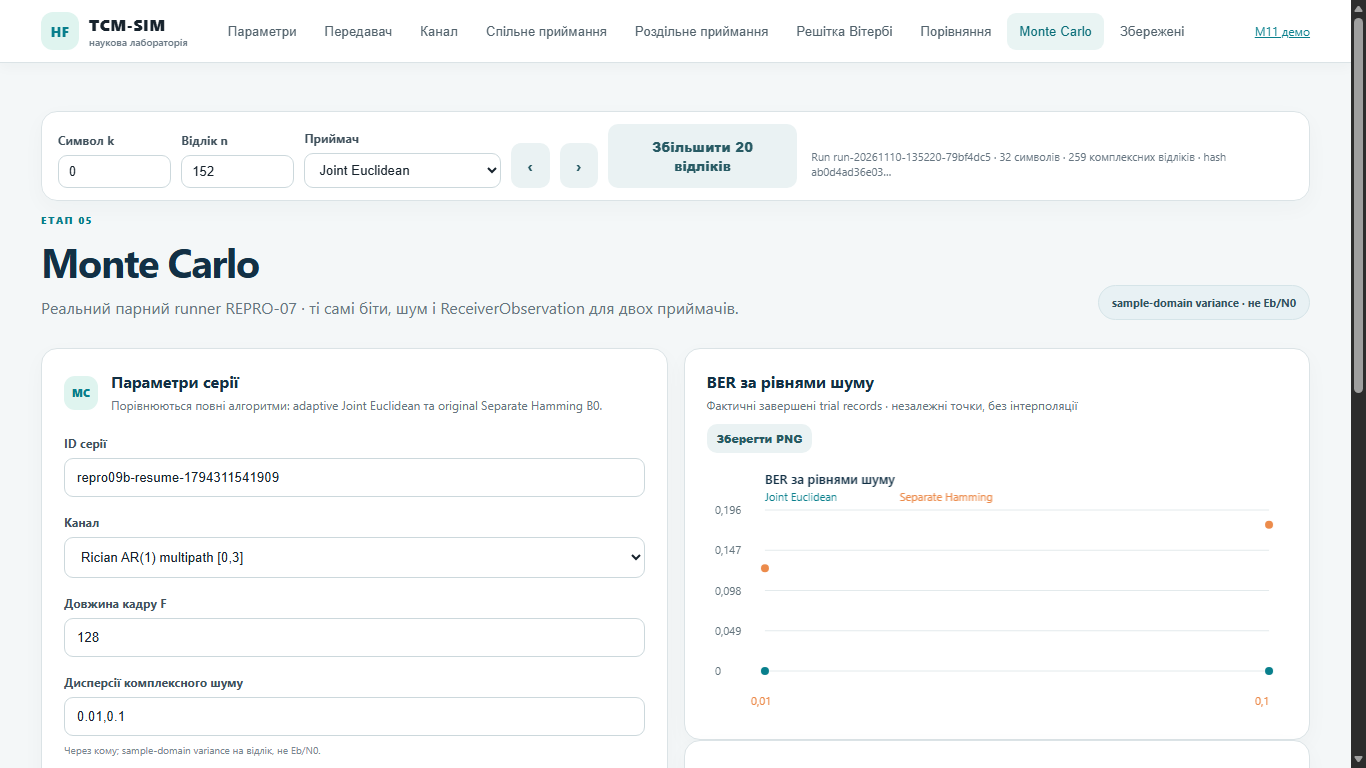 HF
TCM-SIM
наукова лабораторія
Параметри
Передавач
Канал
Спільне приймання
Роздільне приймання
Решітка Вітербі
Порівняння
Monte Carlo
Збережені
M11 демо
Символ k
0
Відлік n
152
Приймач
Joint Euclidean
‹
›
Збільшити 20
відліків
Run run-20261110-135220-79bf4dc5 · 32 символів · 259 комплексних відліків · hash
ab0d4ad36e03…
ЕТАП 05
Monte Carlo
Реальний парний runner REPRO-07 · ті самі біти, шум і ReceiverObservation для двох приймачів.
sample-domain variance · не Eb/N0
MC
Параметри серії
Порівнюються повні алгоритми: adaptive Joint Euclidean та original Separate Hamming B0.
ID серії
repro09b-resume-1794311541909
Канал
Rician AR(1) multipath [0,3]
Довжина кадру F
128
Дисперсії комплексного шуму
0.01,0.1
Через кому; sample-domain variance на відлік, не Eb/N0.
BER за рівнями шуму
Фактичні завершені trial records · незалежні точки, без інтерполяції
Зберегти PNG
BER за рівнями шуму
Joint Euclidean
Separate Hamming
0,196
0,147
0,098
0,049
0
0,01
0,1